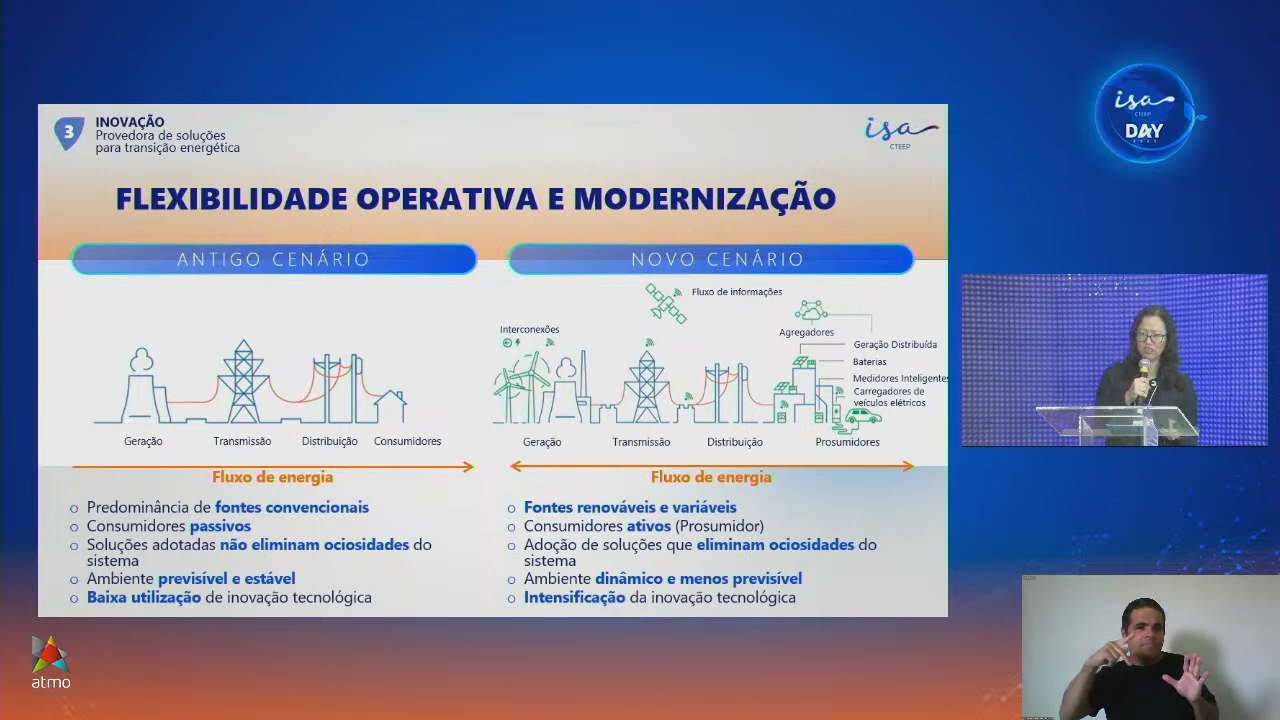 3
INOVAÇÃO
Provedora de soluções
para transição energética
isa
CTEEP
isa
CTEEP
DAY
FLEXIBILIDADE OPERATIVA E MODERNIZAÇÃO
ANTIGO CENÁRIO
Geração
Transmissão
Distribuição
Consumidores
Fluxo de energia
Predominância de fontes convencionais
Consumidores passivos
Soluções adotadas não eliminam ociosidades do
sistema
Ambiente previsível e estável
Baixa utilização de inovação tecnológica
NOVO CENÁRIO
Fluxo de informações
Interconexões
Agregadores
Geração Distribuída
Baterias
Medidores Inteligentes
Carregadores de
veículos elétricos
Geração
Transmissão
Distribuição
Prosumidores
Fluxo de energia
Fontes renováveis e variáveis
Consumidores ativos (Prosumidor)
Adoção de soluções que eliminam ociosidades do
sistema
Ambiente dinâmico e menos previsível
Intensificação da inovação tecnológica
atmo